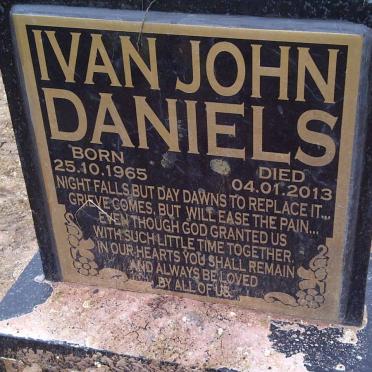 IVAN JOHN
DANIELS
BORN DIED
25.10.1965 04.01.2013
NIGHT FALLS BUT DAY DAWNS TO REPLACE IT...
GRIEVE COMES, BUT WILL EASE THE PAIN...
EVEN THOUGH GOD GRANTED US
WITH SUCH LITTLE TIME TOGETHER
IN OUR HEARTS YOU SHALL REMAIN
AND ALWAYS BE LOVED
BY ALL OF US